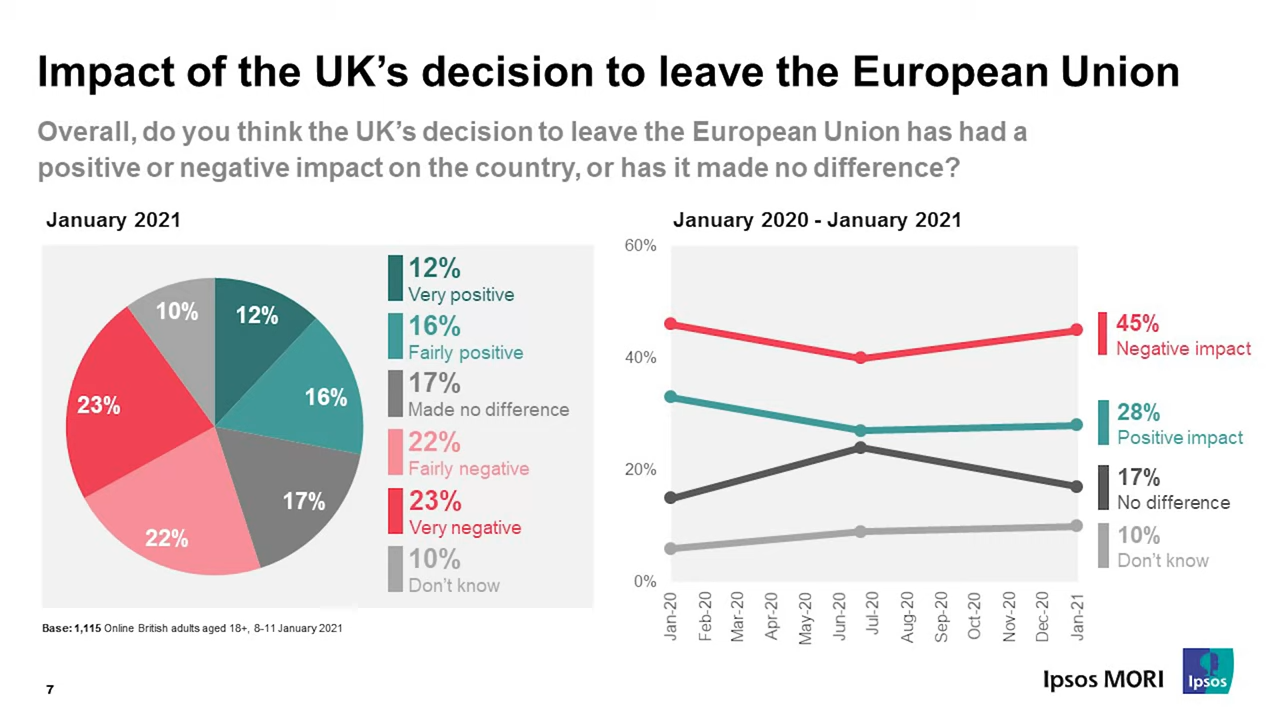 Impact of the UK’s decision to leave the European Union
Overall, do you think the UK’s decision to leave the European Union has had a
positive or negative impact on the country, or has it made no difference?
January 2021
12%
16%
17%
22%
23%
10%
12%
Very positive
16%
Fairly positive
17%
Made no difference
22%
Fairly negative
23%
Very negative
10%
Don’t know
Base: 1,115 Online British adults aged 18+, 8-11 January 2021
January 2020 - January 2021
60%
40%
20%
0%
Jan-20
Feb-20
Mar-20
Apr-20
May-20
Jun-20
Jul-20
Aug-20
Sep-20
Oct-20
Nov-20
Dec-20
Jan-21
45%
Negative impact
28%
Positive impact
17%
No difference
10%
Don’t know
7
Ipsos MORI
Ipsos